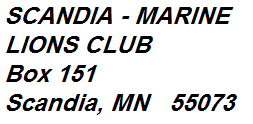 SCANDIA - MARINE
LIONS CLUB
Box 151
Scandia, MN   55073